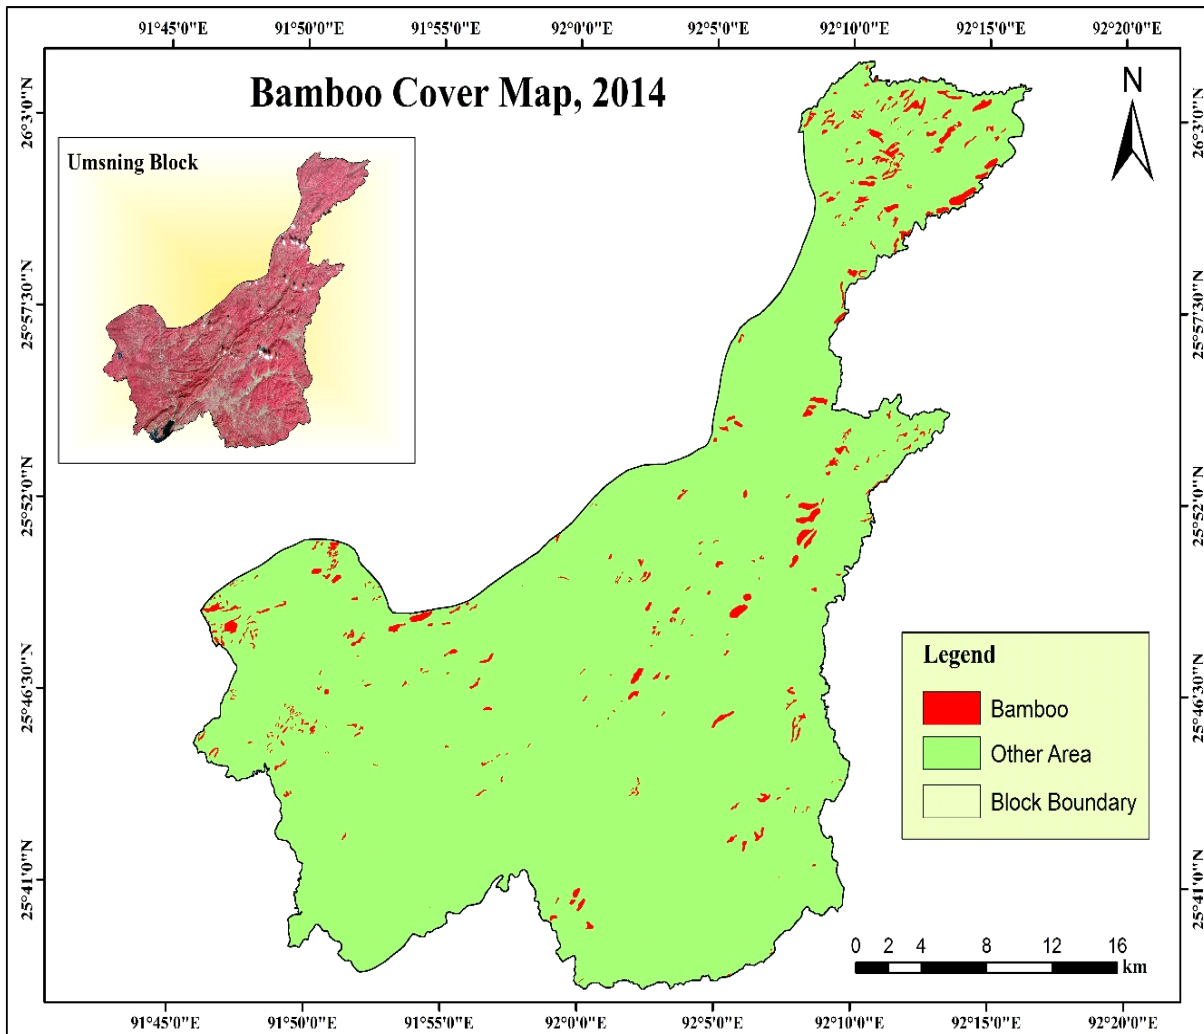 91°45'0"E 91°50'0"E 91°55'0"E 92°0'0"E 92°5'0"E 92°10'0"E 92°15'0"E 92°20'0"E
Bamboo Cover Map, 2014
N
Umsning Block
26°3'0"N
25°57'30"N
25°52'0"N
25°46'30"N
25°41'0"N
26°3'0"N
25°57'30"N
25°52'0"N
25°46'30"N
25°41'0"N
Legend
Bamboo
Other Area
Block Boundary
0 2 4 8 12 16
km
91°45'0"E 91°50'0"E 91°55'0"E 92°0'0"E 92°5'0"E 92°10'0"E 92°15'0"E 92°20'0"E